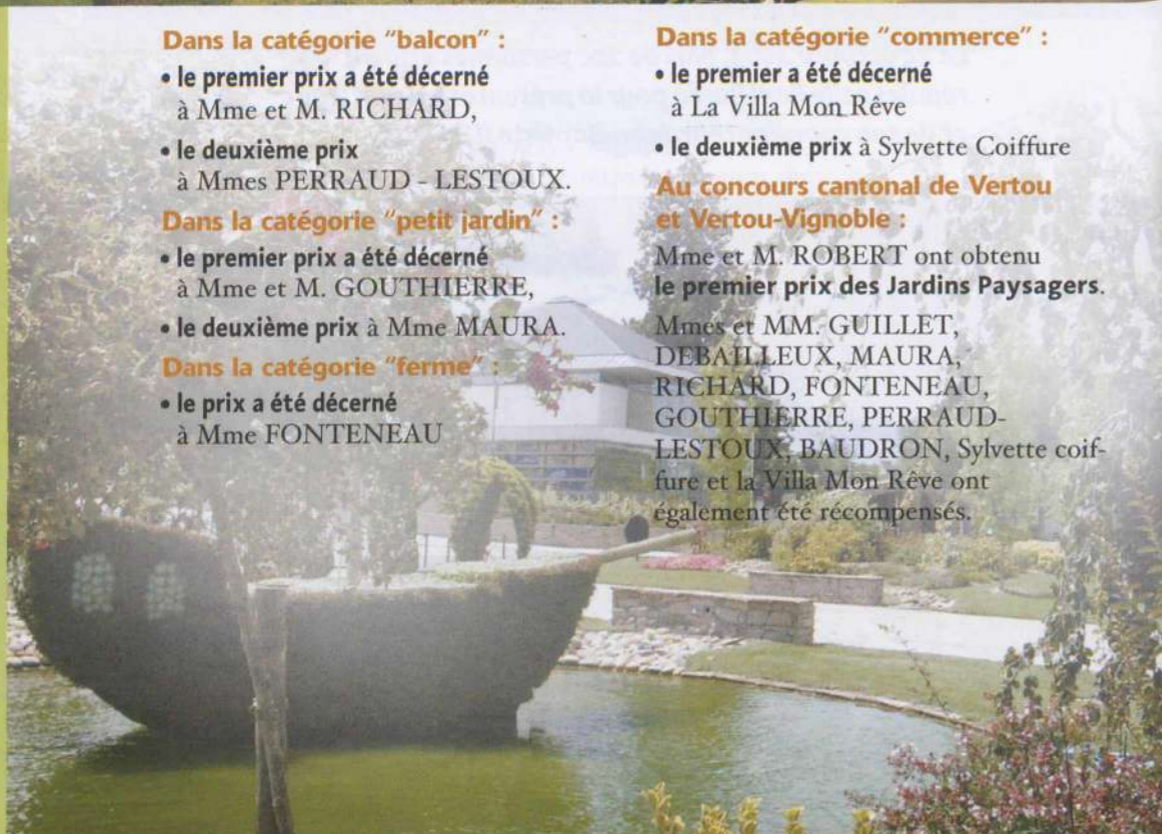 Dans la catégorie "balcon" :
• le premier prix a été décerné
à Mme et M. RICHARD,
• le deuxième prix
à Mmes PERRAUD - LESTOUX.
Dans la catégorie "petit jardin" :
• le premier prix a été décerné
à Mme et M. GOUTHIERRE,
• le deuxième prix à Mme MAURA.
Dans la catégorie "ferme" :
• le prix a été décerné
à Mme FONTENEAU
Dans la catégorie "commerce" :
• le premier a été décerné
à La Villa Mon Rêve
• le deuxième prix à Sylvette Coiffure
Au concours cantonal de Vertou
et Vertou-Vignoble :
Mme et M. ROBERT ont obtenu
le premier prix des Jardins Paysagers.
Mmes et MM. GUILLET,
DEBAILLEUX, MAURA,
RICHARD, FONTENEAU,
GOUTHIERRE, PERRAUD-
LESTOUX, BAUDRON, Sylvette coif-
fure et la Villa Mon Rêve ont
également été récompensés.